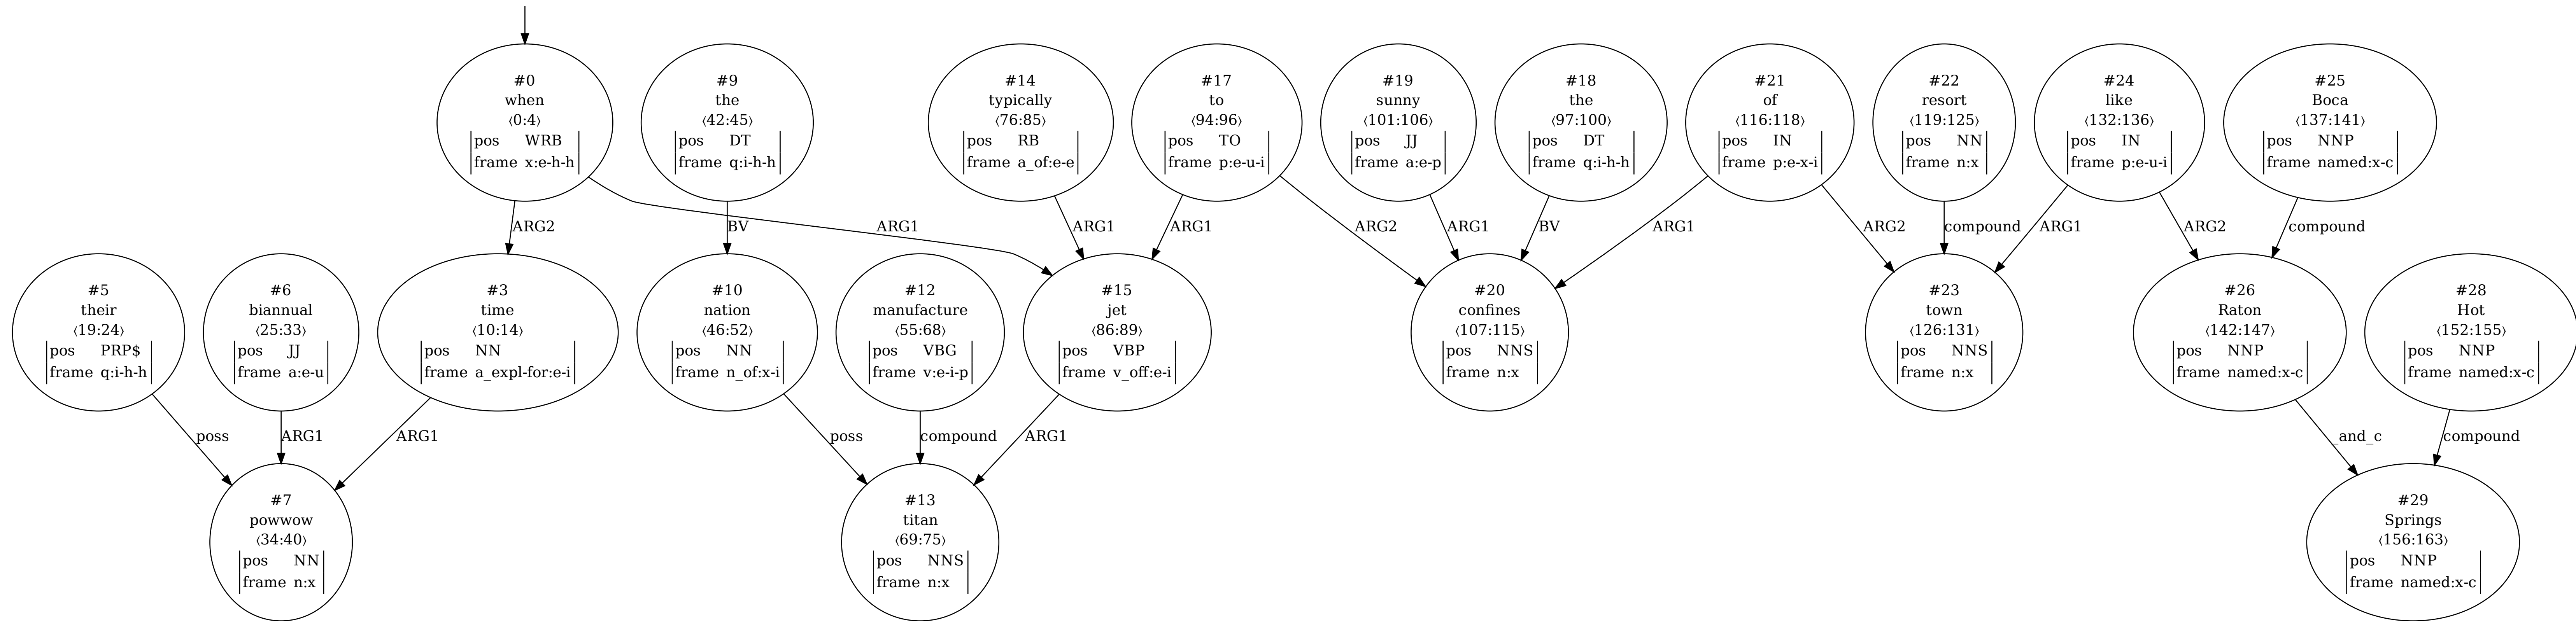 #0
when
⟨0:4⟩
pos WRB
frame x:e-h-h
#9
the
⟨42:45⟩
pos DT
frame q:i-h-h
#14
typically
⟨76:85⟩
pos RB
frame a_of:e-e
#17
to
⟨94:96⟩
pos TO
frame p:e-u-i
#19
sunny
⟨101:106⟩
pos JJ
frame a:e-p
#18
the
⟨97:100⟩
pos DT
frame q:i-h-h
#21
of
⟨116:118⟩
pos IN
frame p:e-x-i
#22
resort
⟨119:125⟩
pos NN
frame n:x
#24
like
⟨132:136⟩
pos IN
frame p:e-u-i
#25
Boca
⟨137:141⟩
pos NNP
frame named:x-c
ARG2
BV
ARG1
ARG1
ARG1
ARG2
ARG1
BV
ARG1
ARG2
compound
ARG1
ARG2
compound
#5
their
⟨19:24⟩
pos PRP$
frame q:i-h-h
#6
biannual
⟨25:33⟩
pos JJ
frame a:e-u
#3
time
⟨10:14⟩
pos NN
frame a_expl-for:e-i
#10
nation
⟨46:52⟩
pos NN
frame n_of:x-i
#12
manufacture
⟨55:68⟩
pos VBG
frame v:e-i-p
#15
jet
⟨86:89⟩
pos VBP
frame v_off:e-i
#20
confines
⟨107:115⟩
pos NNS
frame n:x
#23
town
⟨126:131⟩
pos NNS
frame n:x
#26
Raton
⟨142:147⟩
pos NNP
frame named:x-c
#28
Hot
⟨152:155⟩
pos NNP
frame named:x-c
poss
ARG1
ARG1
poss
compound
ARG1
_and_c
compound
#7
powwow
⟨34:40⟩
pos NN
frame n:x
#13
titan
⟨69:75⟩
pos NNS
frame n:x
#29
Springs
⟨156:163⟩
pos NNP
frame named:x-c